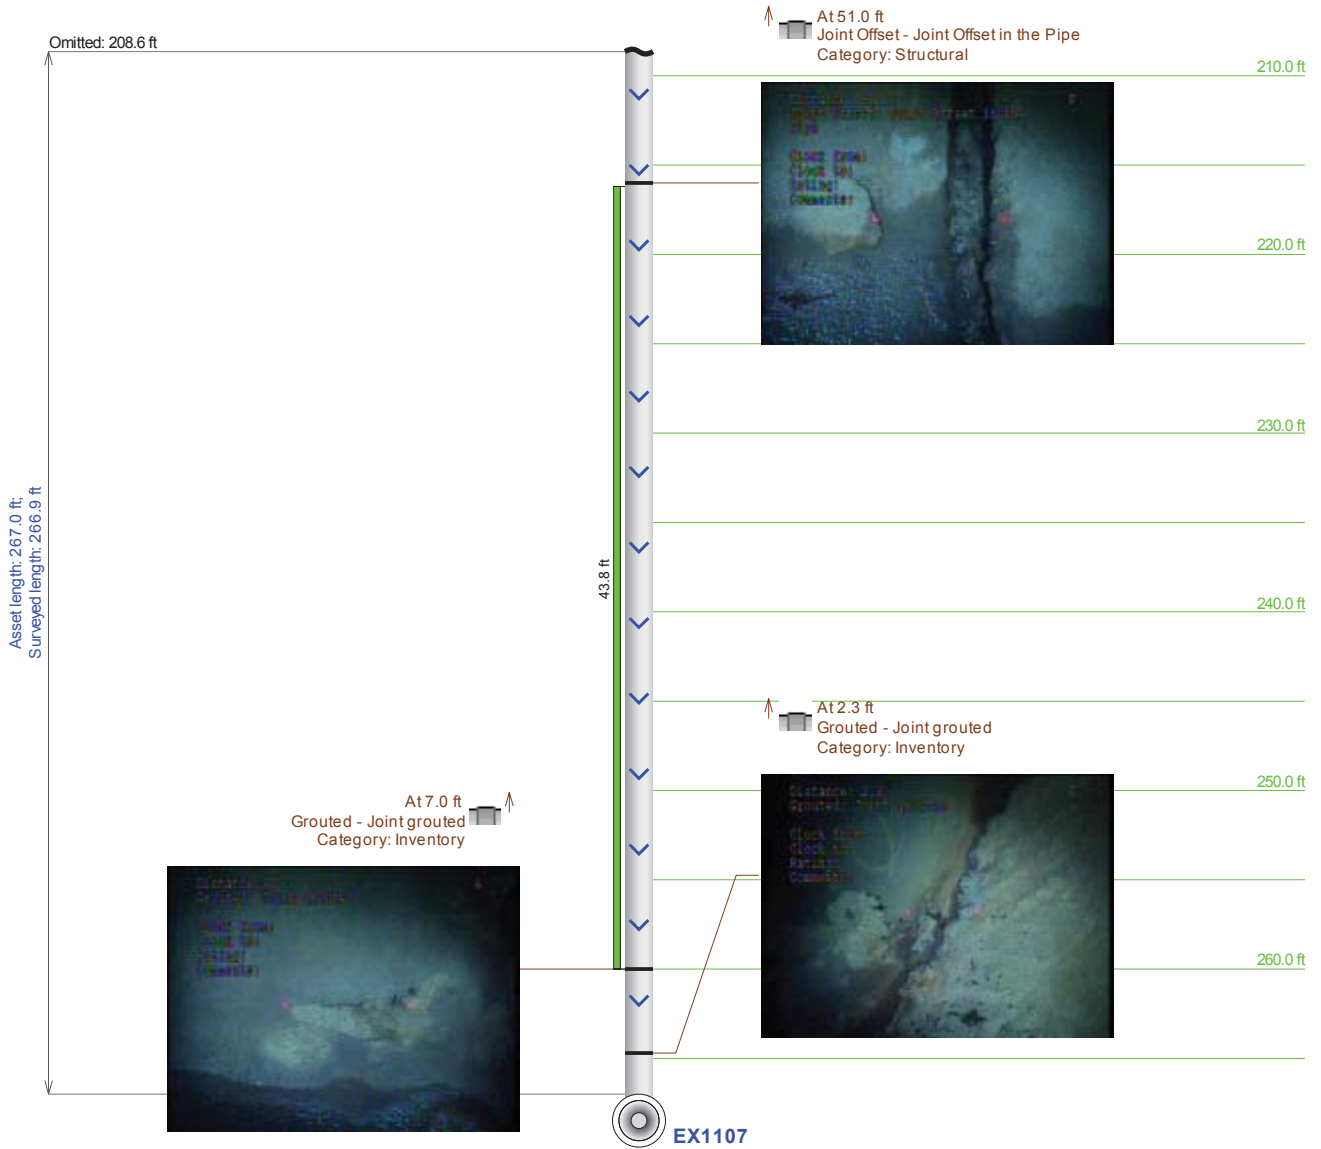 At 51.0 ft
Joint Offset - Joint Offset in the Pipe
Category: Structural
Omitted: 208.6 ft
210.0 ft
220.0 ft
230.0 ft
Asset length: 267.0 ft;
Surveyed length: 266.9 ft
43.8 ft
240.0 ft
At 2.3 ft
Grouted - Joint grouted
Category: Inventory
250.0 ft
At 7.0 ft
Grouted - Joint grouted
Category: Inventory
260.0 ft
EX1107